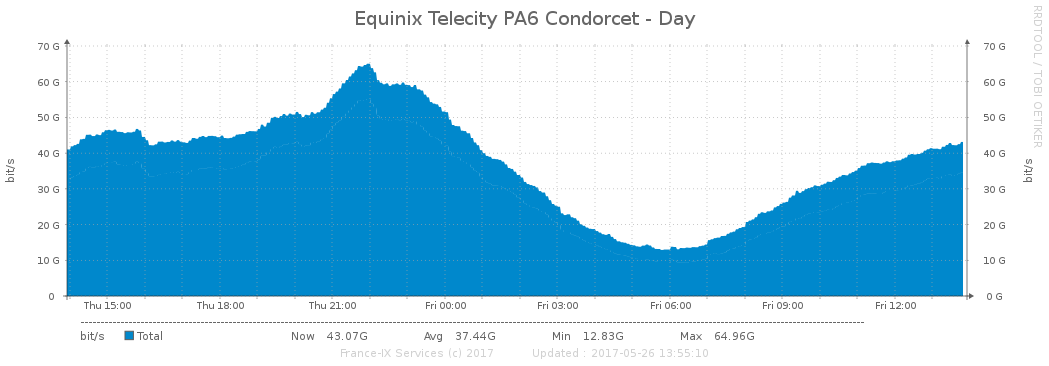 Equinix Telecity PA6 Condorcet - Day
RRDTOOL / TOBI OETIKER
70 G 70 G
60 G 60 G
50 G 50 G
40 G 40 G
30 G 30 G
20 G 20 G
10 G 10 G
0 0 G
bit/s bit/s
Thu 15:00 Thu 18:00 Thu 21:00 Fri 00:00 Fri 03:00 Fri 06:00 Fri 09:00 Fri 12:00
bit/s Total Now 43.07G Avg 37.44G Min 12.83G Max 64.96G
France-IX Services (c) 2017 Updated : 2017-05-26 13:55:10